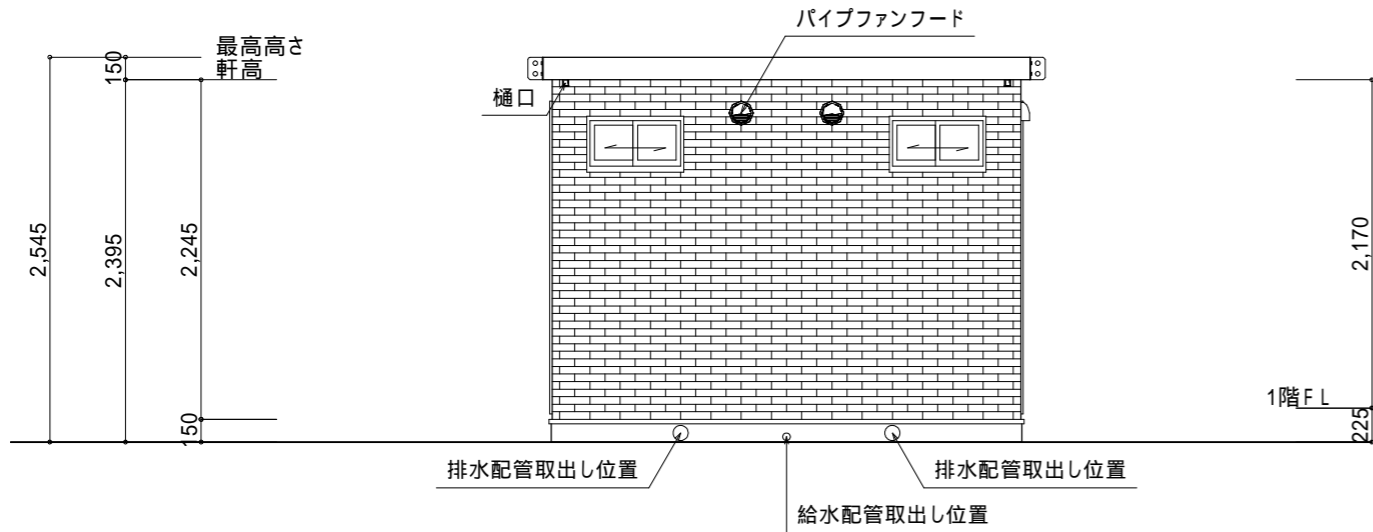 パイプファンフード
最高高さ
軒高
150
樋口
2,545
2,395
2,245
2,170
1階ＦＬ
150
225
排水配管取出し位置
排水配管取出し位置
給水配管取出し位置